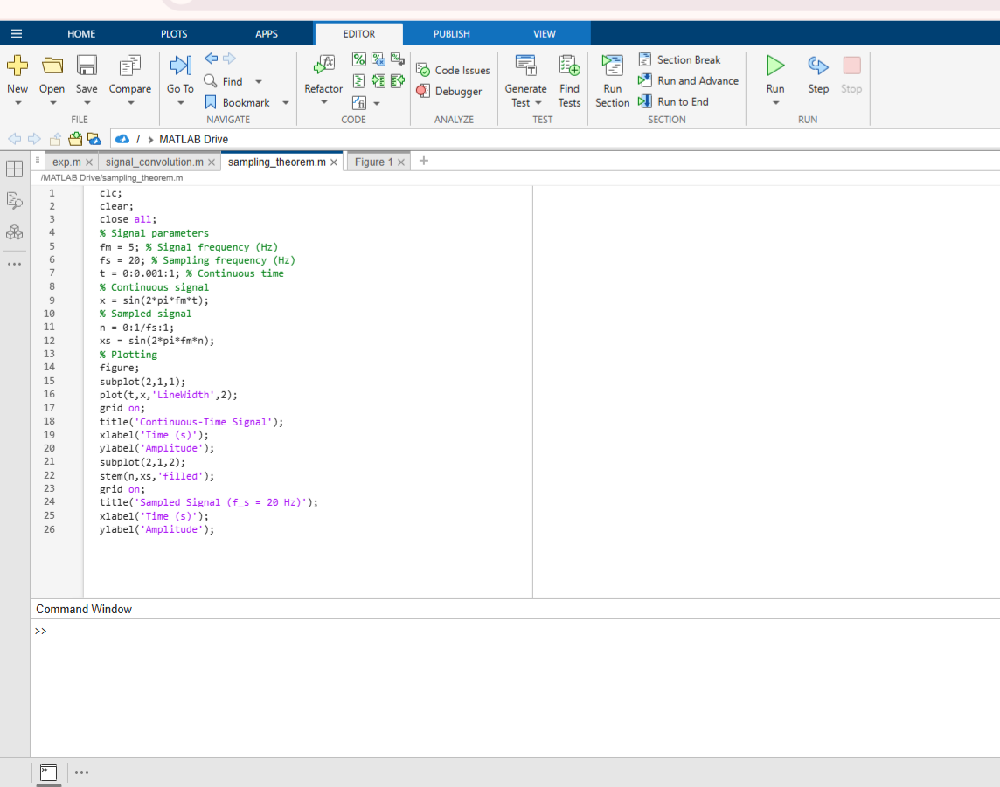 HOME PLOTS APPS EDITOR PUBLISH VIEW
New Open Save Compare
FILE
Go To
Find
Bookmark
NAVIGATE
Refactor
CODE
Code Issues
Debugger
ANALYZE
Generate Test
Find Tests
TEST
Run Section
Section Break
Run and Advance
Run to End
SECTION
Run Step Stop
RUN
/ > MATLAB Drive
exp.m × signal_convolution.m × sampling_theorem.m × Figure 1 × +
/MATLAB Drive/sampling_theorem.m
1 clc;
2 clear;
3 close all;
4 % Signal parameters
5 fm = 5; % Signal frequency (Hz)
6 fs = 20; % Sampling frequency (Hz)
7 t = 0:0.001:1; % Continuous time
8 % Continuous signal
9 x = sin(2*pi*fm*t);
10 % Sampled signal
11 n = 0:1/fs:1;
12 xs = sin(2*pi*fm*n);
13 % Plotting
14 figure;
15 subplot(2,1,1);
16 plot(t,x,'LineWidth',2);
17 grid on;
18 title('Continuous-Time Signal');
19 xlabel('Time (s)');
20 ylabel('Amplitude');
21 subplot(2,1,2);
22 stem(n,xs,'filled');
23 grid on;
24 title('Sampled Signal (f_s = 20 Hz)');
25 xlabel('Time (s)');
26 ylabel('Amplitude');
Command Window
>>